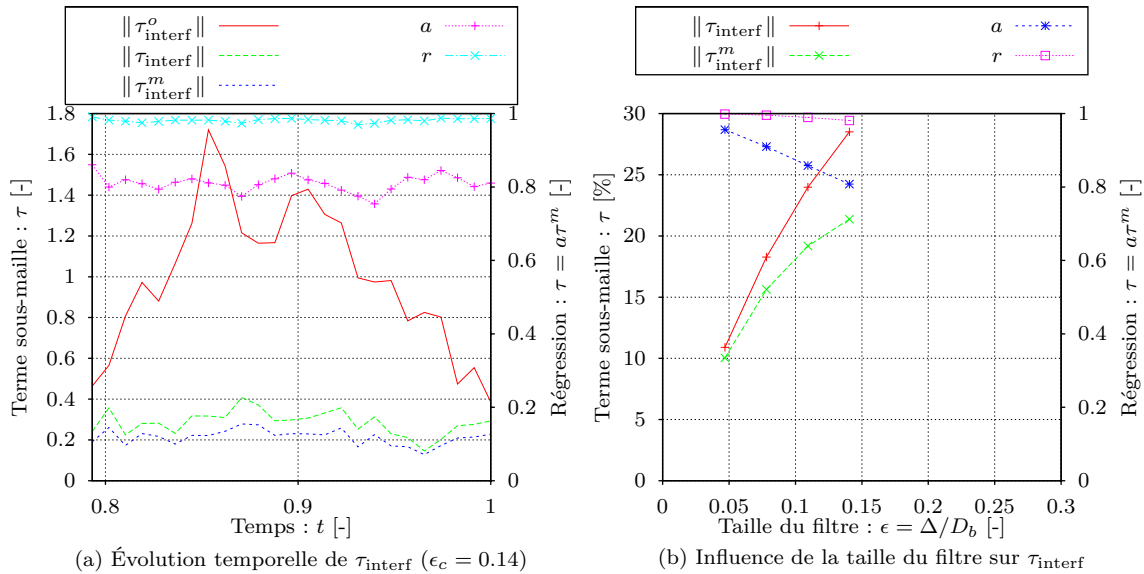 ‖ τ^o_interf ‖
‖ τ_interf ‖
‖ τ^m_interf ‖
a
r
Terme sous-maille : τ [-]
0
0.2
0.4
0.6
0.8
1
1.2
1.4
1.6
1.8
0.8
0.9
1
Temps : t [-]
0
0.2
0.4
0.6
0.8
1
Régression : τ = aτ^m [-]
(a) Évolution temporelle de τ_interf (ϵ_c = 0.14)
‖ τ_interf ‖
‖ τ^m_interf ‖
a
r
Terme sous-maille : τ [%]
0
5
10
15
20
25
30
0
0.05
0.1
0.15
0.2
0.25
0.3
Taille du filtre : ϵ = Δ/D_b [-]
0
0.2
0.4
0.6
0.8
1
Régression : τ = aτ^m [-]
(b) Influence de la taille du filtre sur τ_interf